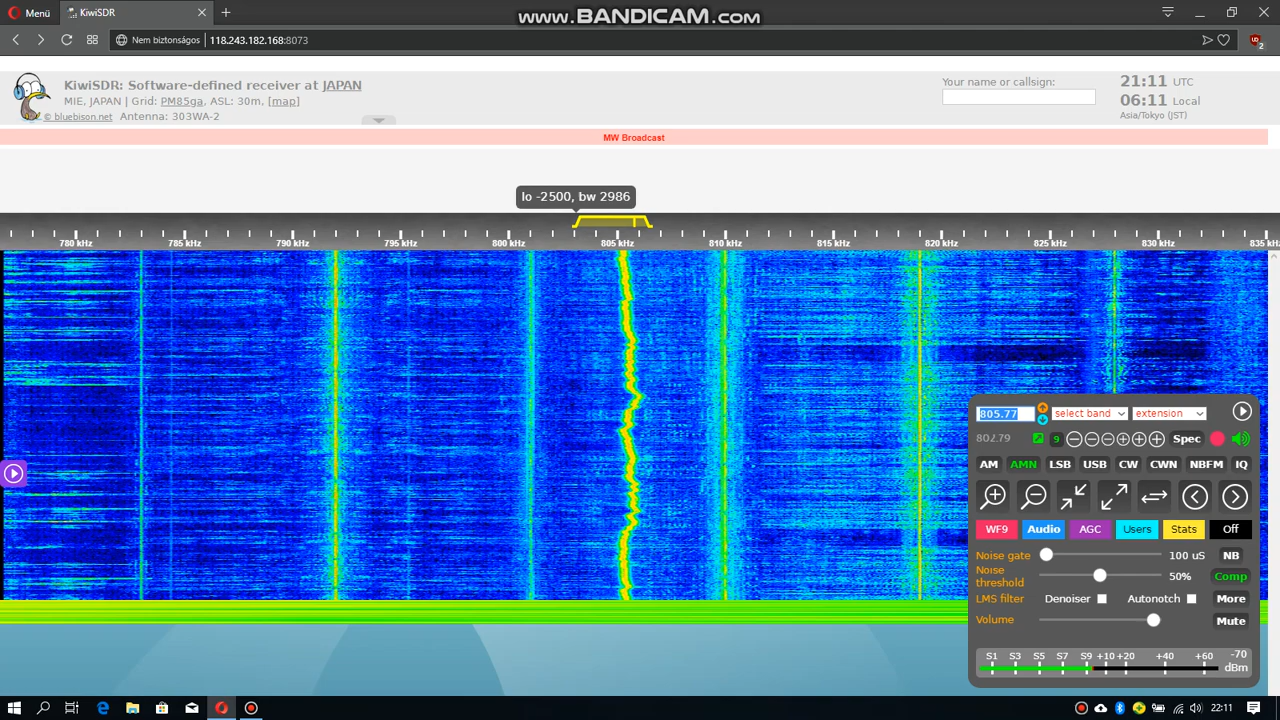 www.BANDICAM.com
Menü
KiwiSDR
Nem biztonságos
118.243.182.168:8073
2
KiwiSDR: Software-defined receiver at JAPAN
MIE, JAPAN | Grid: PM85ga, ASL: 30m, [map]
© bluebison.net Antenna: 303WA-2
Your name or callsign:
21:11 UTC
06:11 Local
Asia/Tokyo (JST)
MW Broadcast
lo -2500, bw 2986
780 kHz 785 kHz 790 kHz 795 kHz 800 kHz 805 kHz 810 kHz 815 kHz 820 kHz 825 kHz 830 kHz 835 kHz
805.77 select band extension
802.79 9 Spec
AM AMN LSB USB CW CWN NBFM IQ
WF9 Audio AGC Users Stats Off
Noise gate 100 uS NB
Noise threshold 50% Comp
LMS filter Denoiser Autonotch More
Volume Mute
S1 S3 S5 S7 S9 +10 +20 +40 +60 -70 dBm
22:11